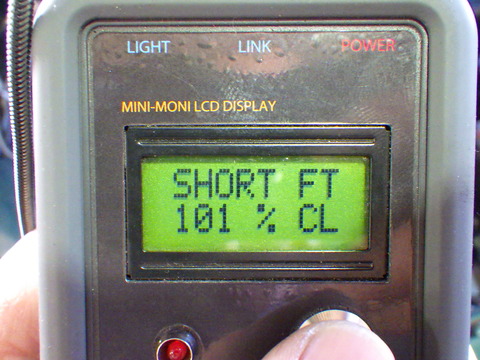 LIGHT LINK POWER
MINI-MONI LCD DISPLAY
SHORT FT
101 % CL